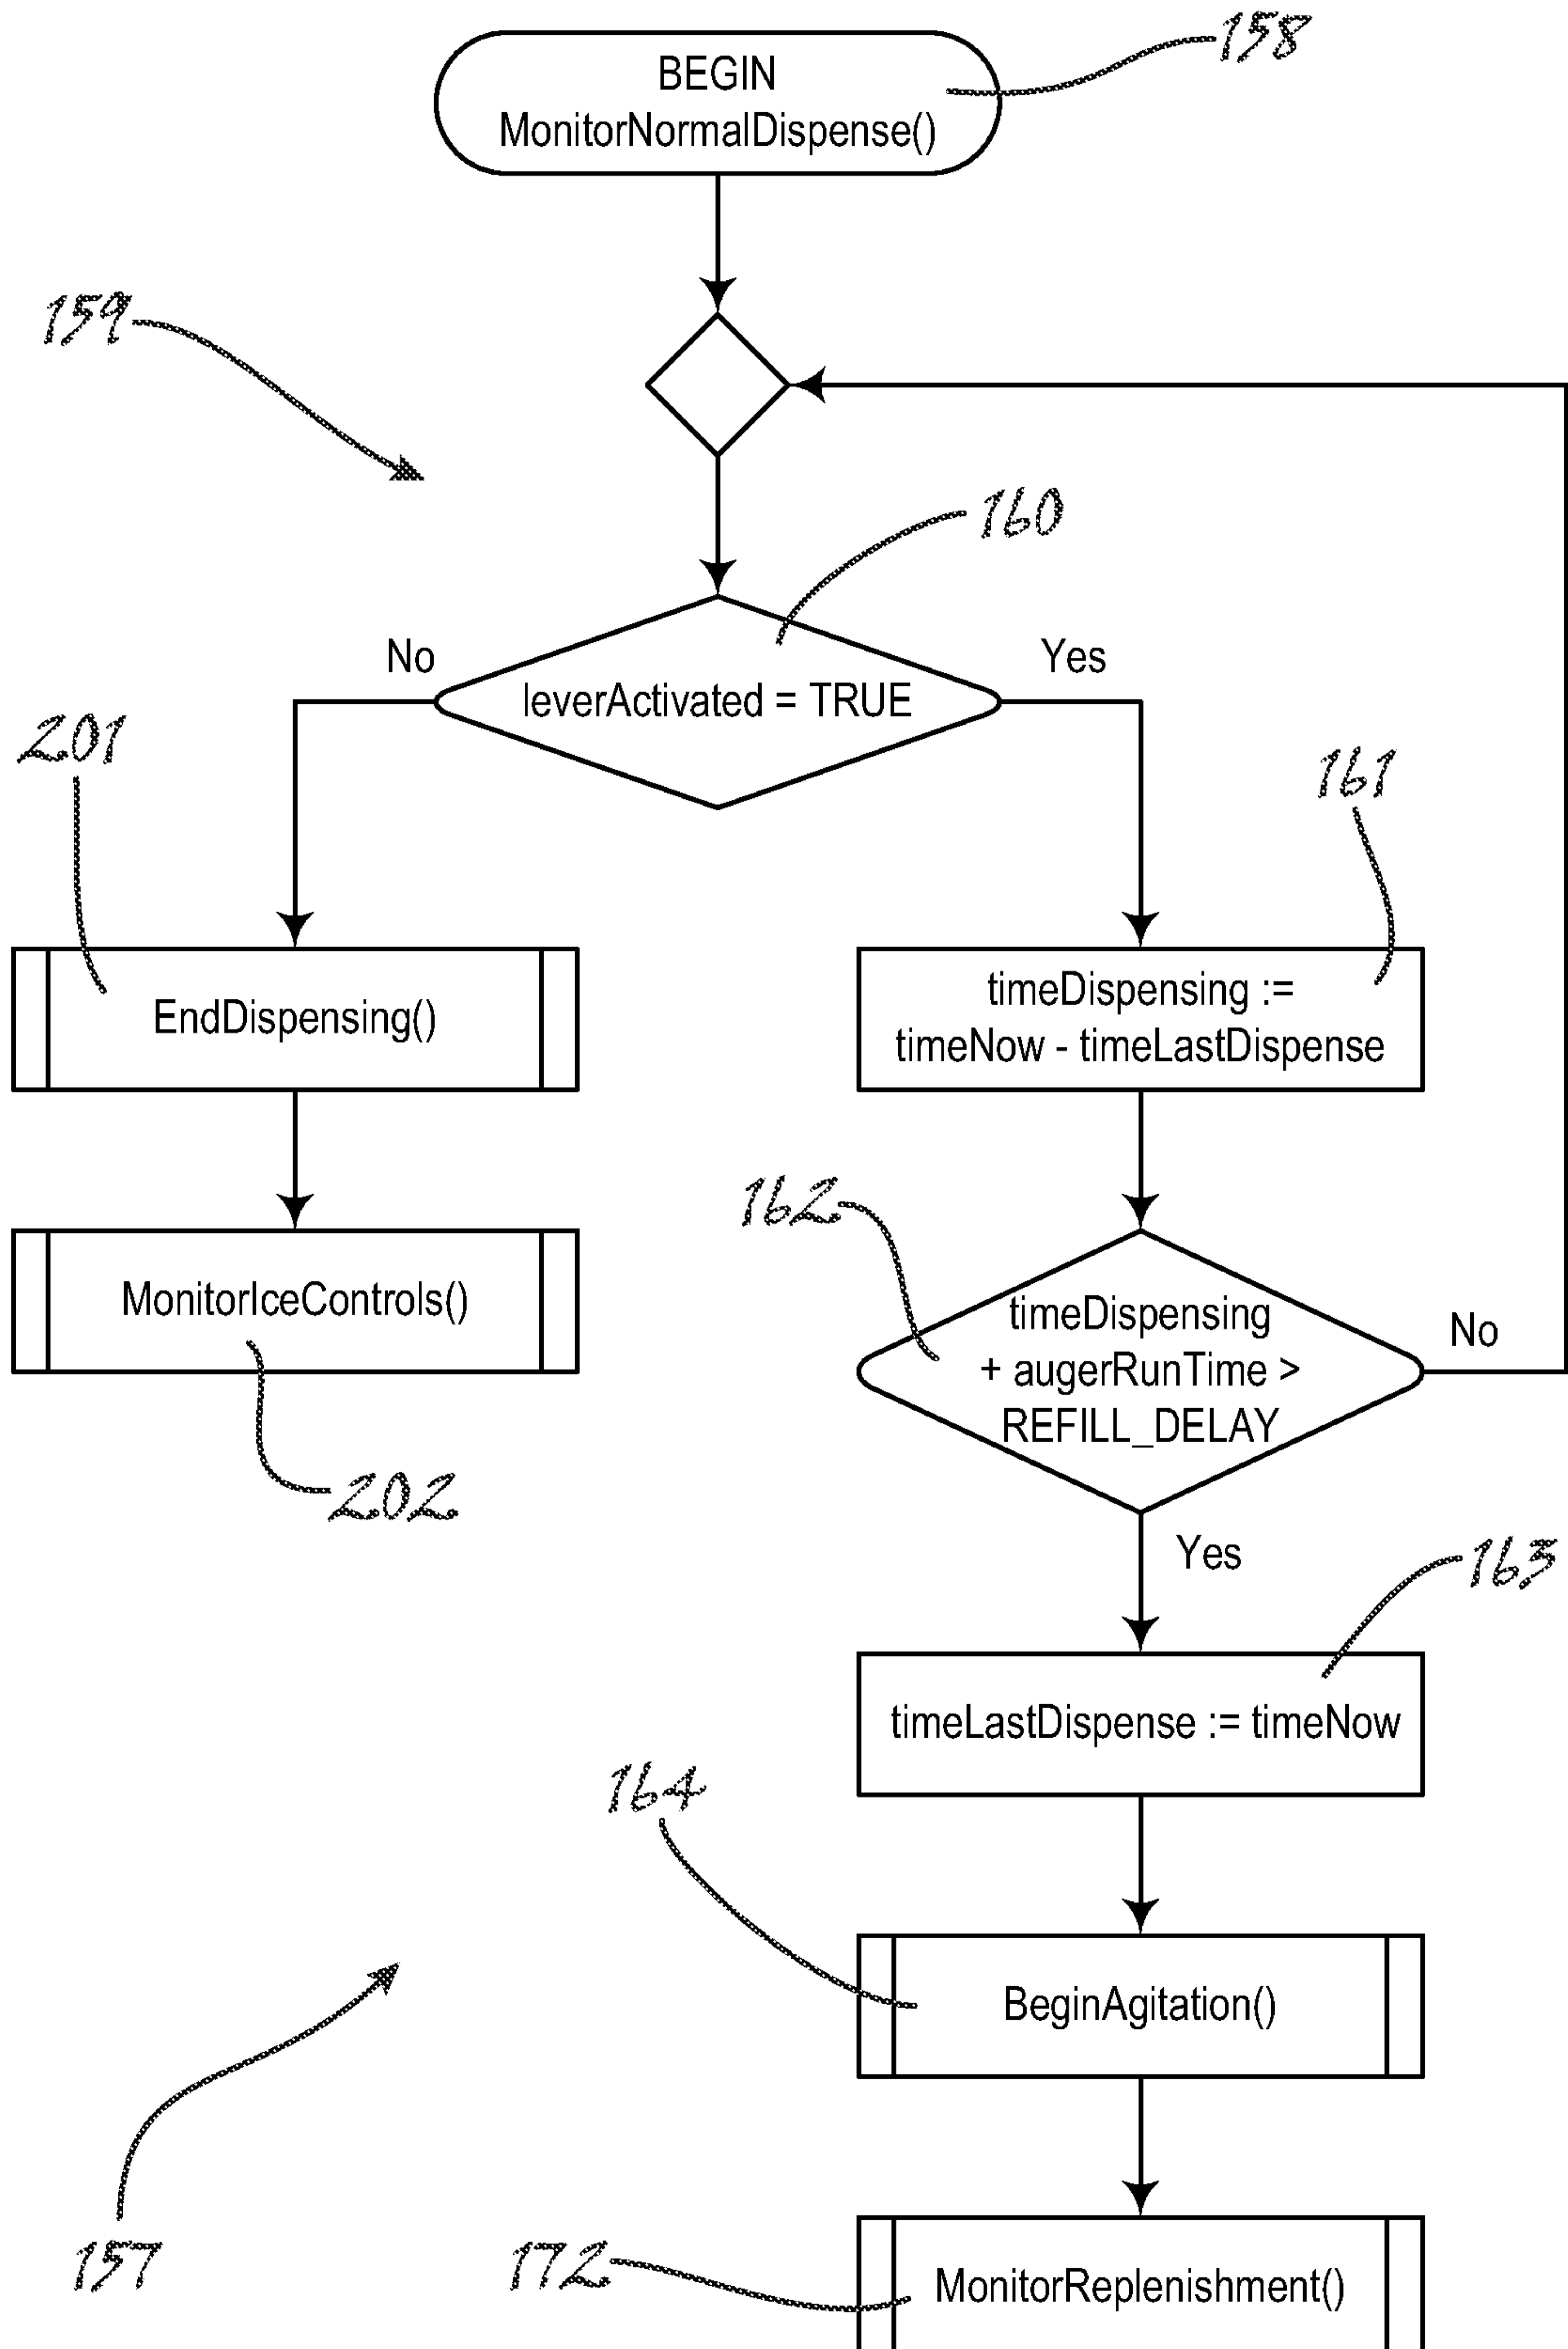 158
BEGIN
MonitorNormalDispense()
159
160
No
Yes
leverActivated = TRUE
201
161
EndDispensing()
timeDispensing :=
timeNow - timeLastDispense
162
MonitorIceControls()
timeDispensing
+ augerRunTime >
REFILL_DELAY
No
202
Yes
163
timeLastDispense := timeNow
164
BeginAgitation()
157
172
MonitorReplenishment()